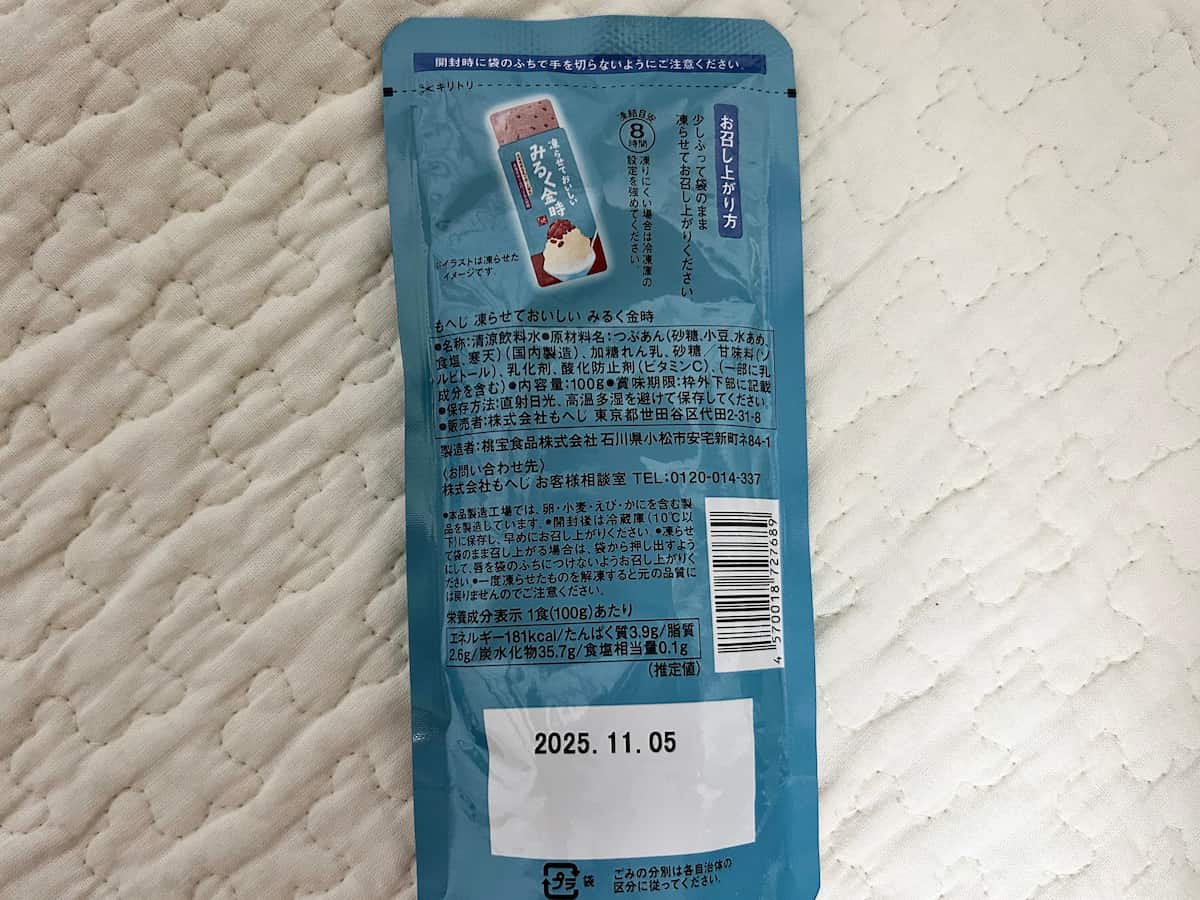 開封時に袋のふちで手を切らないようにご注意ください。
キリトリ
お召し上がり方
少しふって袋のまま
凍らせてお召し上がりください
凍結目安
8
時間
凍りにくい場合は冷凍庫の
設定を強めてください。
凍らせておいしい
みるく金時
※イラストは凍らせた
イメージです。
もへじ 凍らせておいしい みるく金時
●名称:清涼飲料水●原材料名:つぶあん(砂糖、小豆、水あめ、
食塩、寒天)(国内製造)、加糖れん乳、砂糖/甘味料(ソ
ルビトール)、乳化剤、酸化防止剤(ビタミンC)、(一部に乳
成分を含む)●内容量:100g●賞味期限:枠外下部に記載
●保存方法:直射日光、高温多湿を避けて保存してください。
●販売者:株式会社もへじ 東京都世田谷区代田2-31-8
製造者:桃宝食品株式会社 石川県小松市安宅新町ネ84-1
〈お問い合わせ先〉
株式会社もへじ お客様相談室 TEL:0120-014-337
●本品製造工場では、卵・小麦・えび・かにを含む製
品を製造しています。●開封後は冷蔵庫(10℃以
下)に保存し、早めにお召し上がりください。●凍らせ
て袋のまま召し上がる場合は、袋から押し出すよう
にして、唇を袋のふちにつけないようお召し上がりく
ださい。●一度凍らせたものを解凍すると元の品質に
は戻りませんのでご注意ください。
栄養成分表示 1食(100g)あたり
エネルギー181kcal/たんぱく質3.9g/脂質
2.6g/炭水化物35.7g/食塩相当量0.1g
(推定値)
4 570018 727689
2025.11.05
プラ 袋
ごみの分別は各自治体の
区分に従ってください。